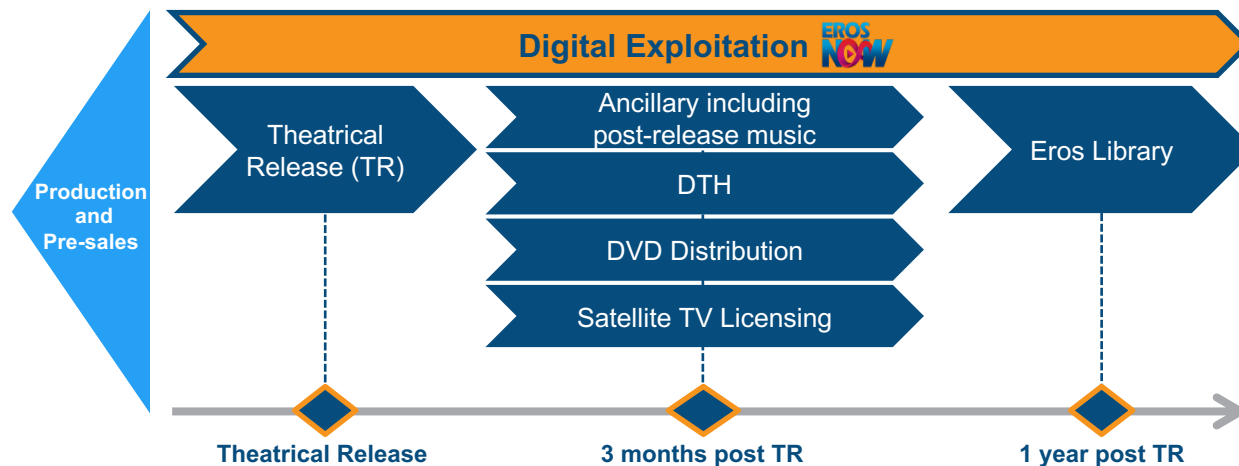 Digital Exploitation
EROS
NOW
Ancillary including
post-release music
Theatrical
Release (TR)
Eros Library
DTH
Production
and
Pre-sales
DVD Distribution
Satellite TV Licensing
Theatrical Release
3 months post TR
1 year post TR